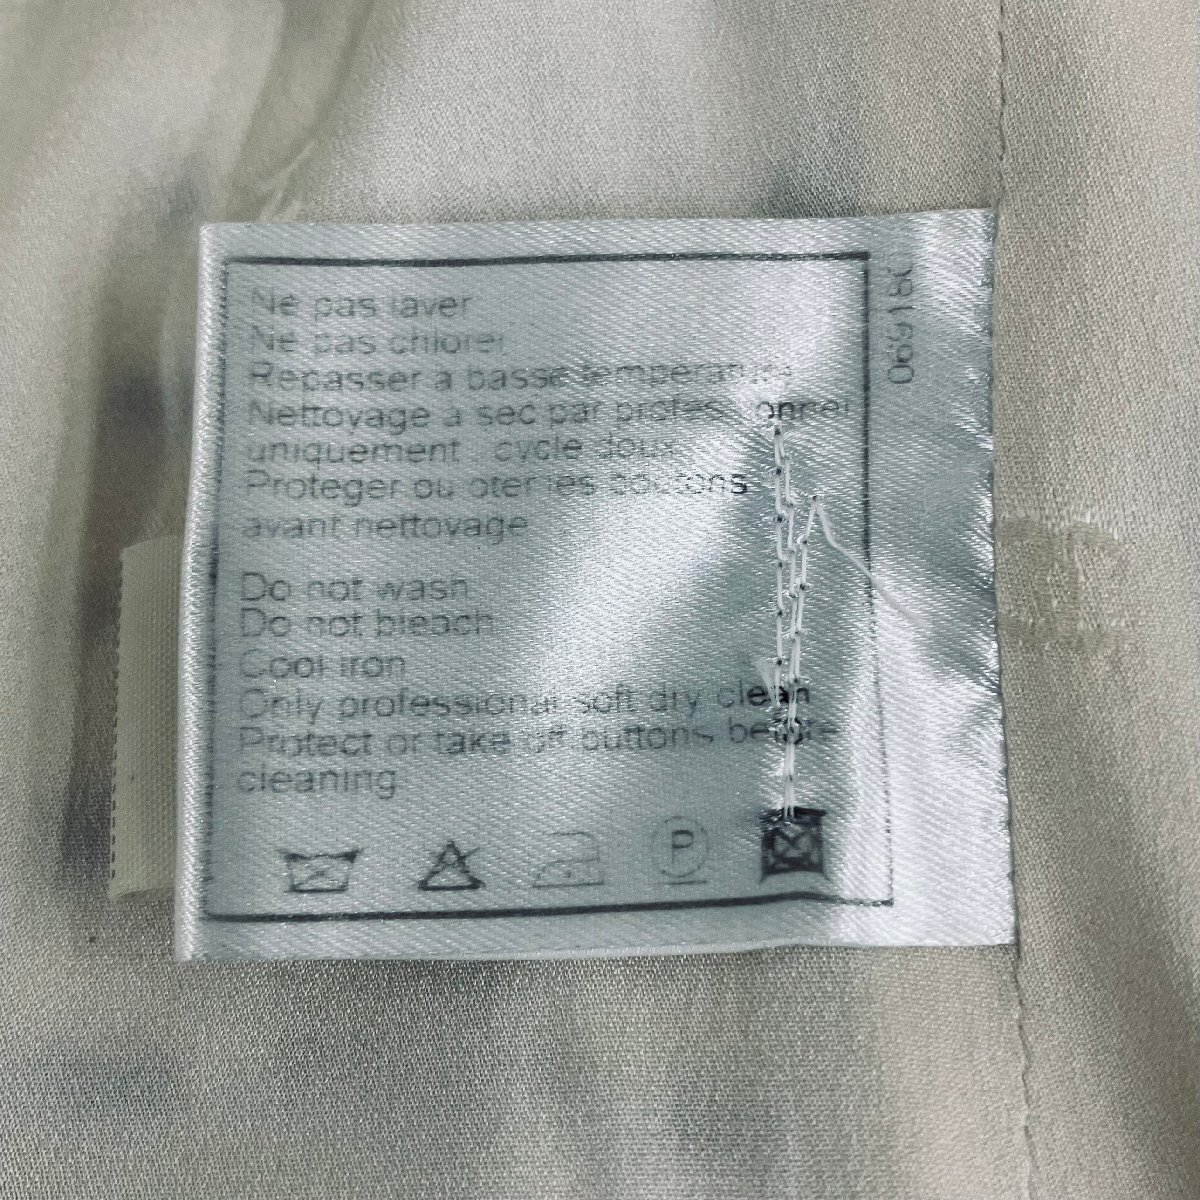 Ne pas laver
Ne pas chlorer
Repasser a basse temperature
Nettoyage a sec par professionnel
uniquement cycle doux
Proteger ou oter les boutons
avant nettoyage
Do not wash
Do not bleach
Cool iron
Only professional soft dry clean
Protect or take off buttons before
cleaning
P